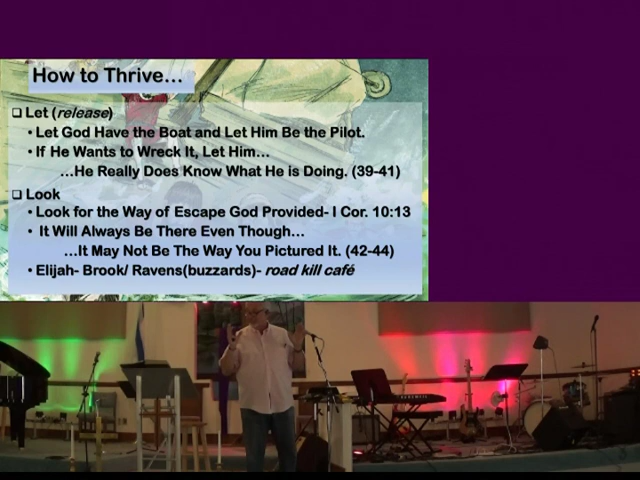 How to Thrive...
Let (release)
• Let God Have the Boat and Let Him Be the Pilot.
• If He Wants to Wreck It, Let Him...
...He Really Does Know What He is Doing. (39-41)
Look
• Look for the Way of Escape God Provided- I Cor. 10:13
• It Will Always Be There Even Though...
...It May Not Be The Way You Pictured It. (42-44)
• Elijah- Brook/ Ravens(buzzards)- road kill café